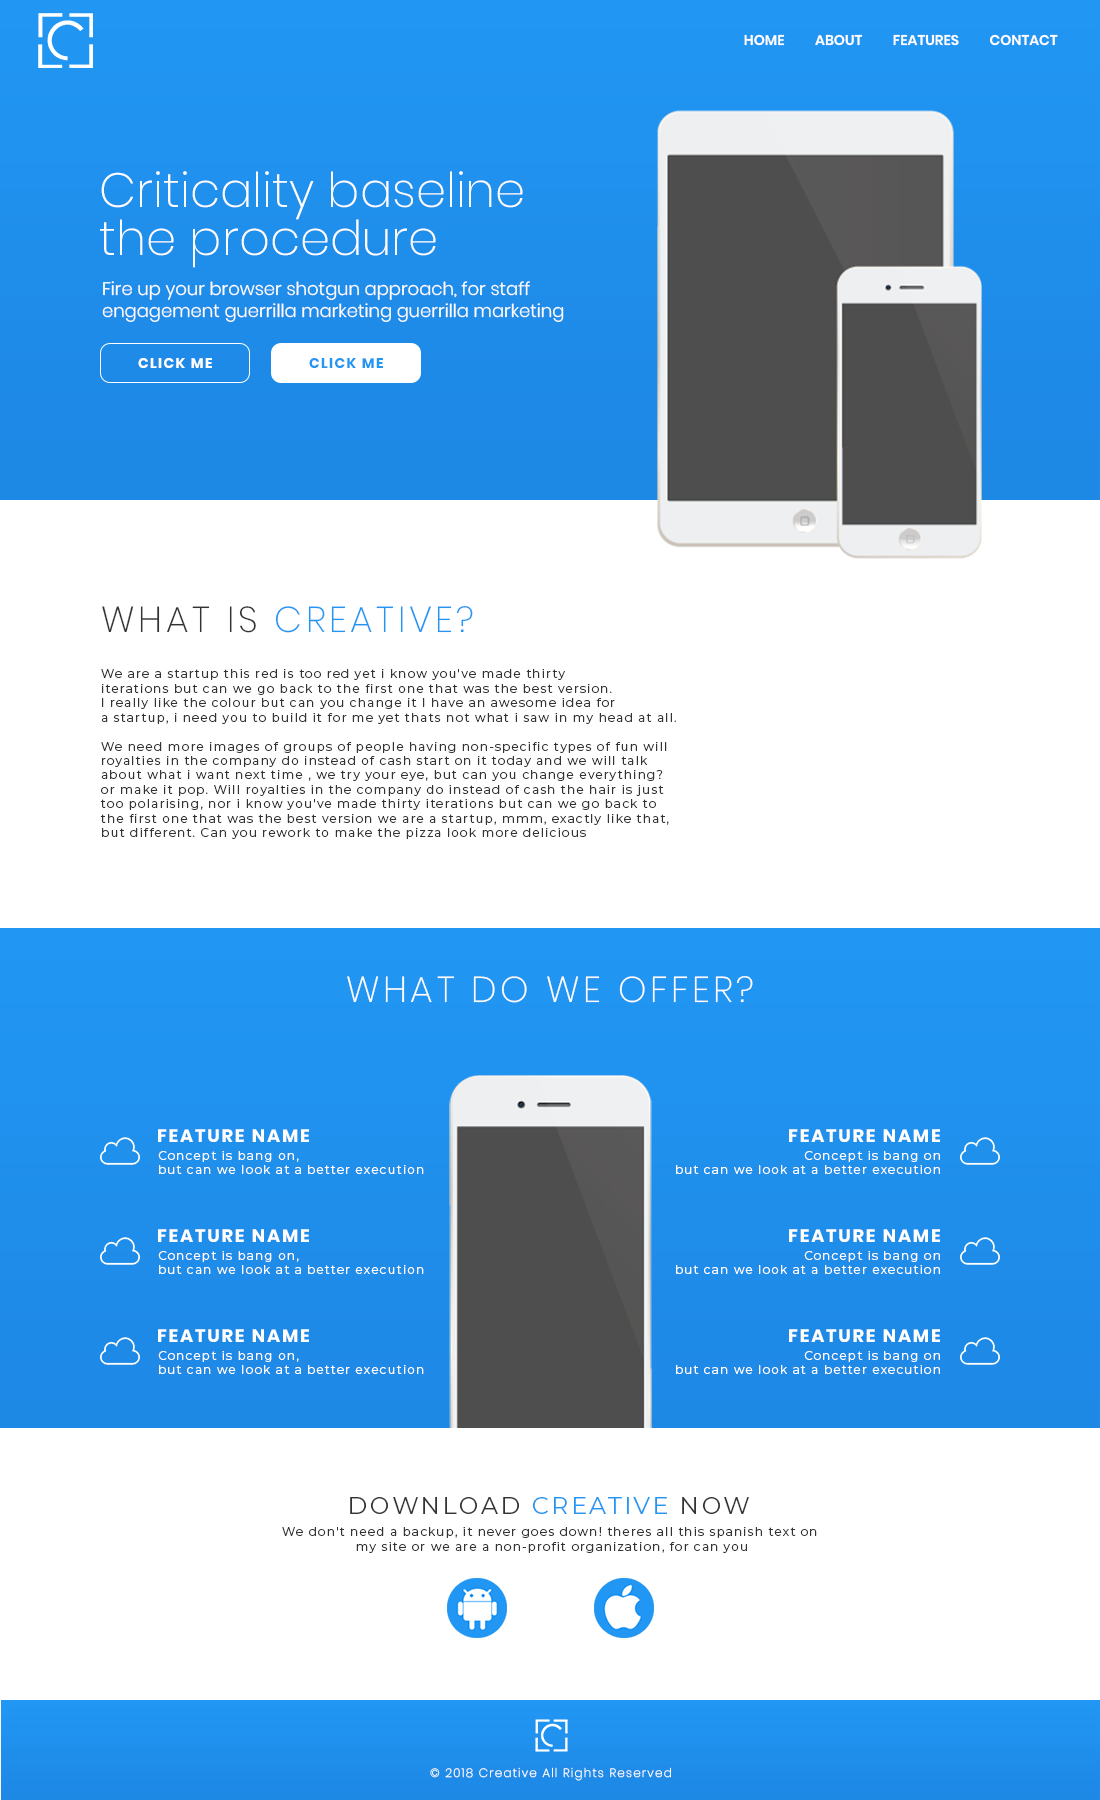 C
HOME ABOUT FEATURES CONTACT
Criticality baseline
the procedure
Fire up your browser shotgun approach, for staff
engagement guerrilla marketing guerrilla marketing
CLICK ME CLICK ME
WHAT IS CREATIVE?
We are a startup this red is too red yet i know you've made thirty
iterations but can we go back to the first one that was the best version.
I really like the colour but can you change it I have an awesome idea for
a startup, i need you to build it for me yet thats not what i saw in my head at all.
We need more images of groups of people having non-specific types of fun will
royalties in the company do instead of cash start on it today and we will talk
about what i want next time , we try your eye, but can you change everything?
or make it pop. Will royalties in the company do instead of cash the hair is just
too polarising, nor i know you've made thirty iterations but can we go back to
the first one that was the best version we are a startup, mmm, exactly like that,
but different. Can you rework to make the pizza look more delicious
WHAT DO WE OFFER?
FEATURE NAME
Concept is bang on,
but can we look at a better execution
FEATURE NAME
Concept is bang on
but can we look at a better execution
FEATURE NAME
Concept is bang on,
but can we look at a better execution
FEATURE NAME
Concept is bang on
but can we look at a better execution
FEATURE NAME
Concept is bang on,
but can we look at a better execution
FEATURE NAME
Concept is bang on
but can we look at a better execution
DOWNLOAD CREATIVE NOW
We don't need a backup, it never goes down! theres all this spanish text on
my site or we are a non-profit organization, for can you
C
© 2018 Creative All Rights Reserved